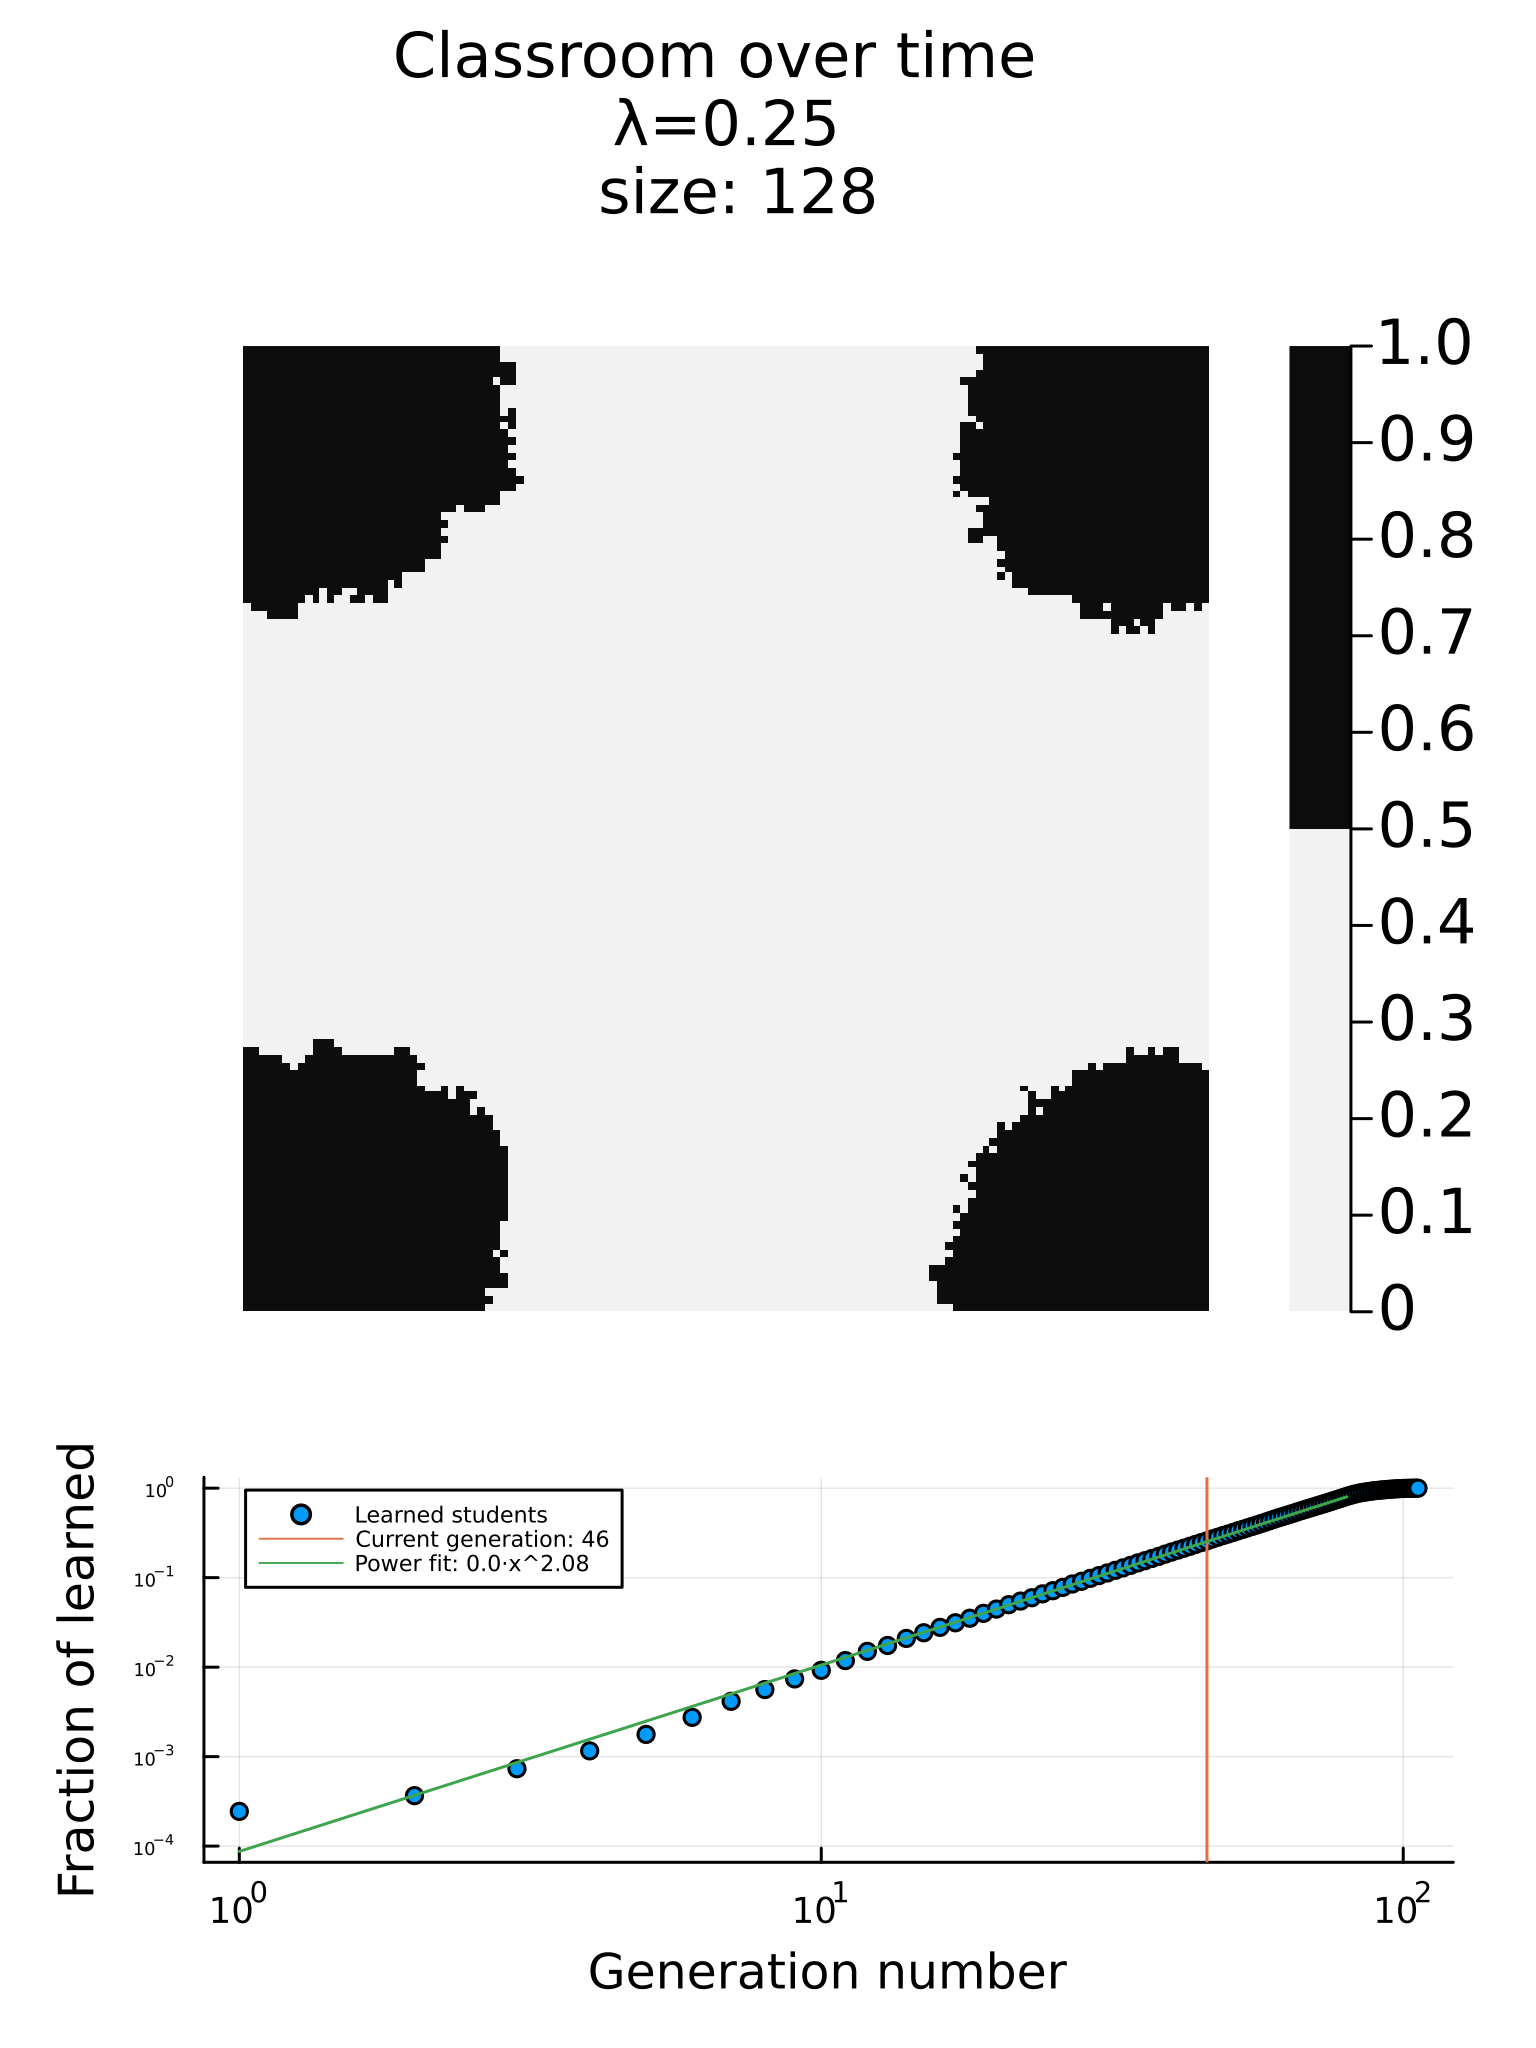 Classroom over time
λ=0.25
size: 128
1.0
0.9
0.8
0.7
0.6
0.5
0.4
0.3
0.2
0.1
0
Fraction of learned
10^0
10^−1
10^−2
10^−3
10^−4
Learned students
Current generation: 46
Power fit: 0.0·x^2.08
10^0 10^1 10^2
Generation number